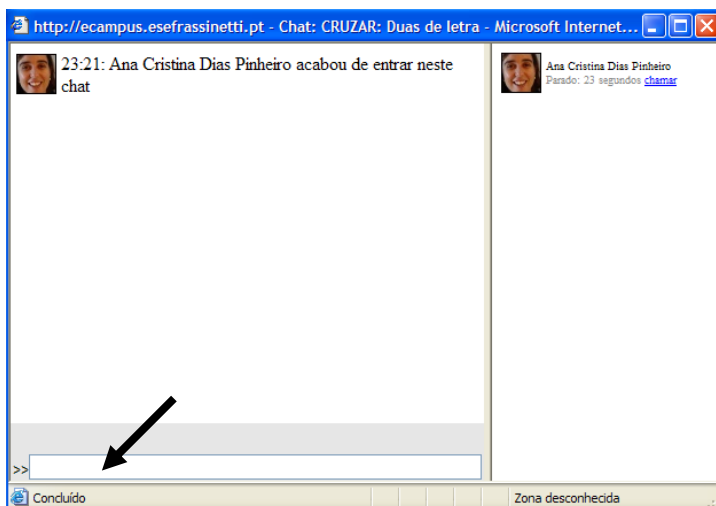 http://ecampus.esefrassinetti.pt - Chat: CRUZAR: Duas de letra - Microsoft Internet...
23:21: Ana Cristina Dias Pinheiro acabou de entrar neste
chat
Ana Cristina Dias Pinheiro
Parado: 23 segundos chamar
>>
Concluído
Zona desconhecida